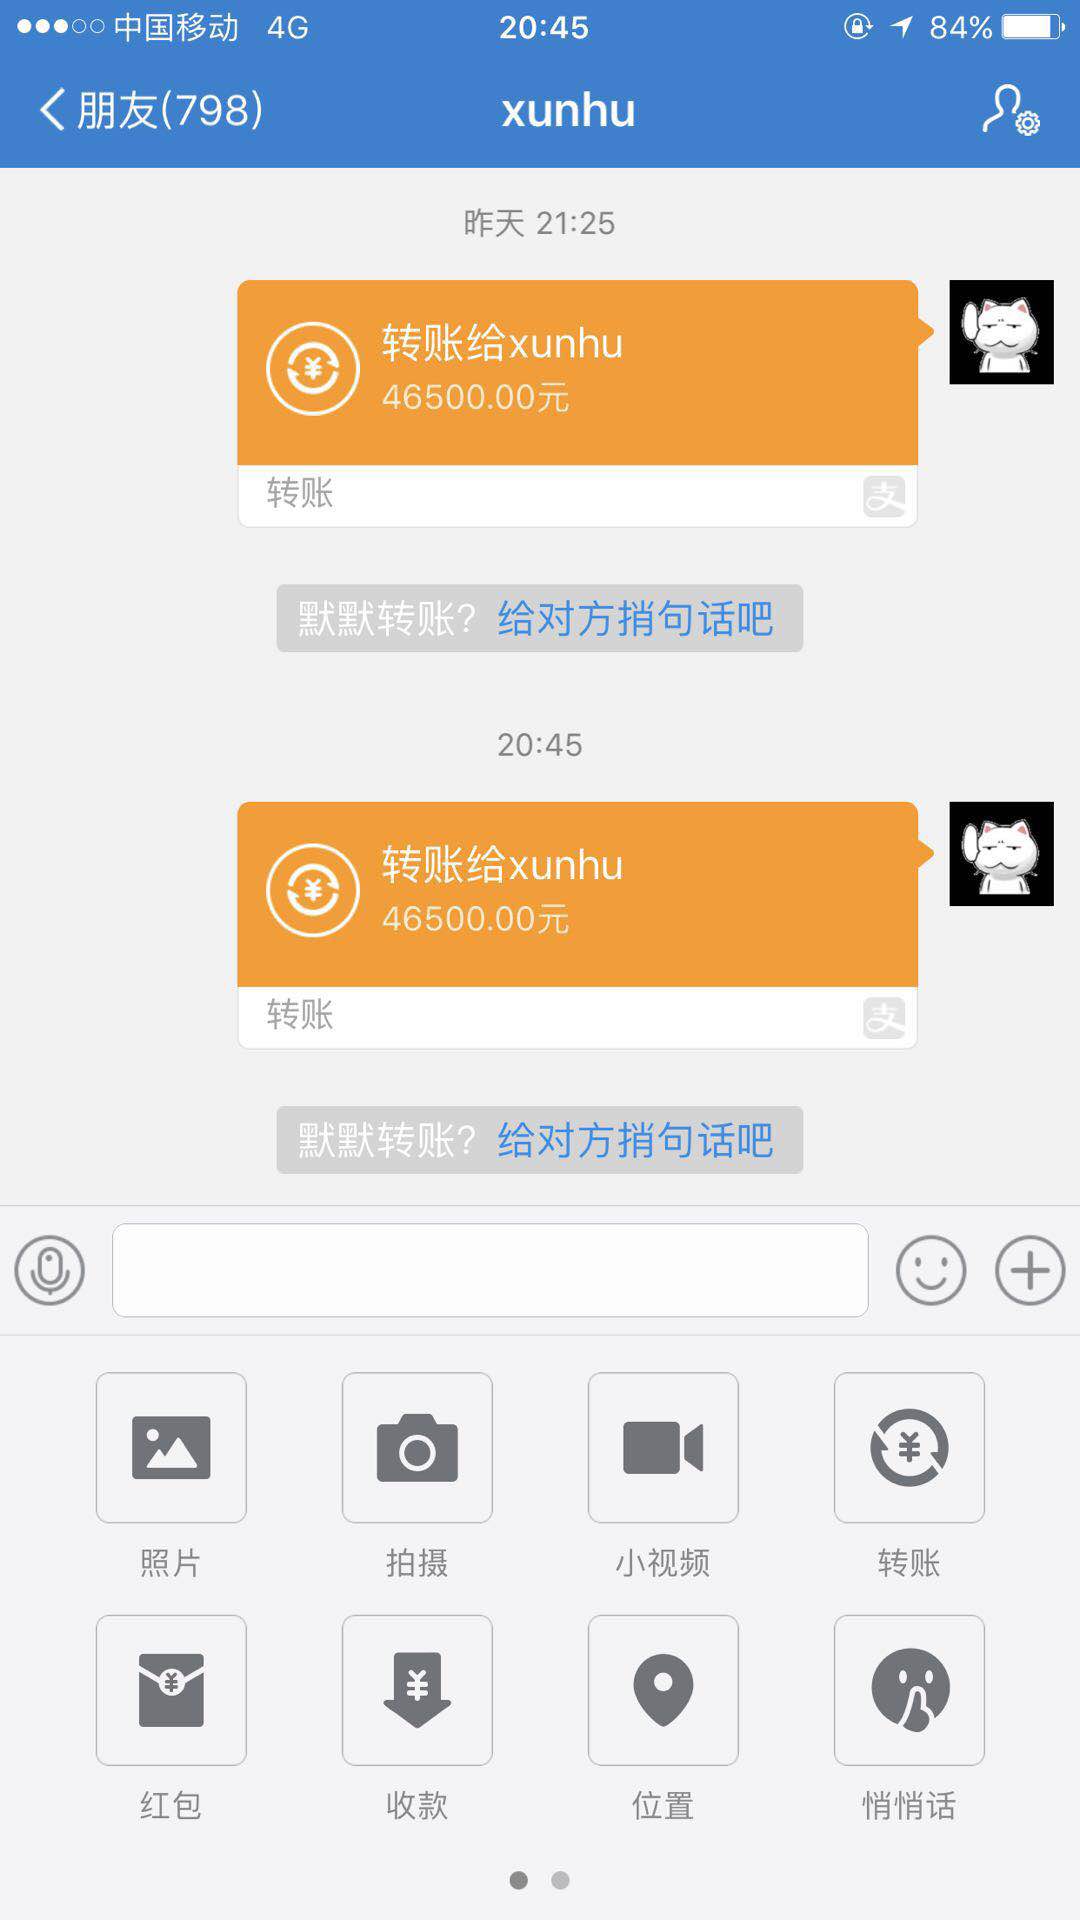 中国移动 4G 20:45 84%
朋友(798) xunhu
昨天 21:25
转账给xunhu
46500.00元
转账 支
默默转账? 给对方捎句话吧
20:45
转账给xunhu
46500.00元
转账 支
默默转账? 给对方捎句话吧
照片 拍摄 小视频 转账
红包 收款 位置 悄悄话